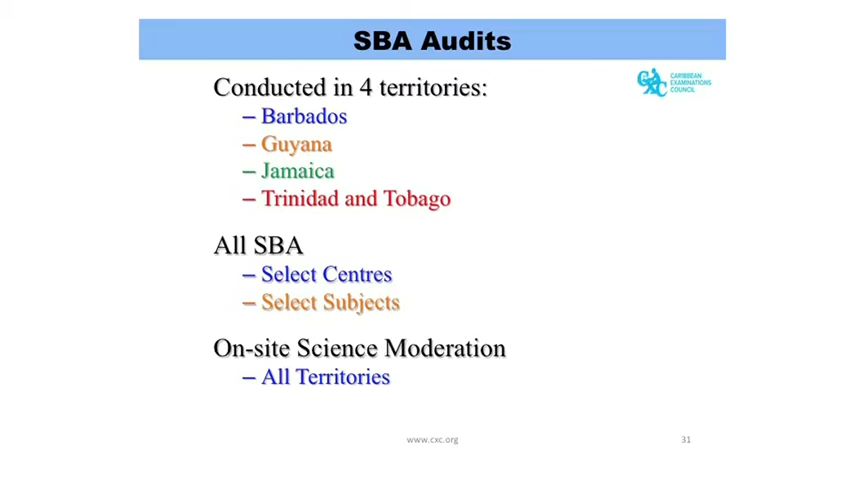 SBA Audits
CXC CARIBBEAN
EXAMINATIONS
COUNCIL
Conducted in 4 territories:
– Barbados
– Guyana
– Jamaica
– Trinidad and Tobago
All SBA
– Select Centres
– Select Subjects
On-site Science Moderation
– All Territories
www.cxc.org
31